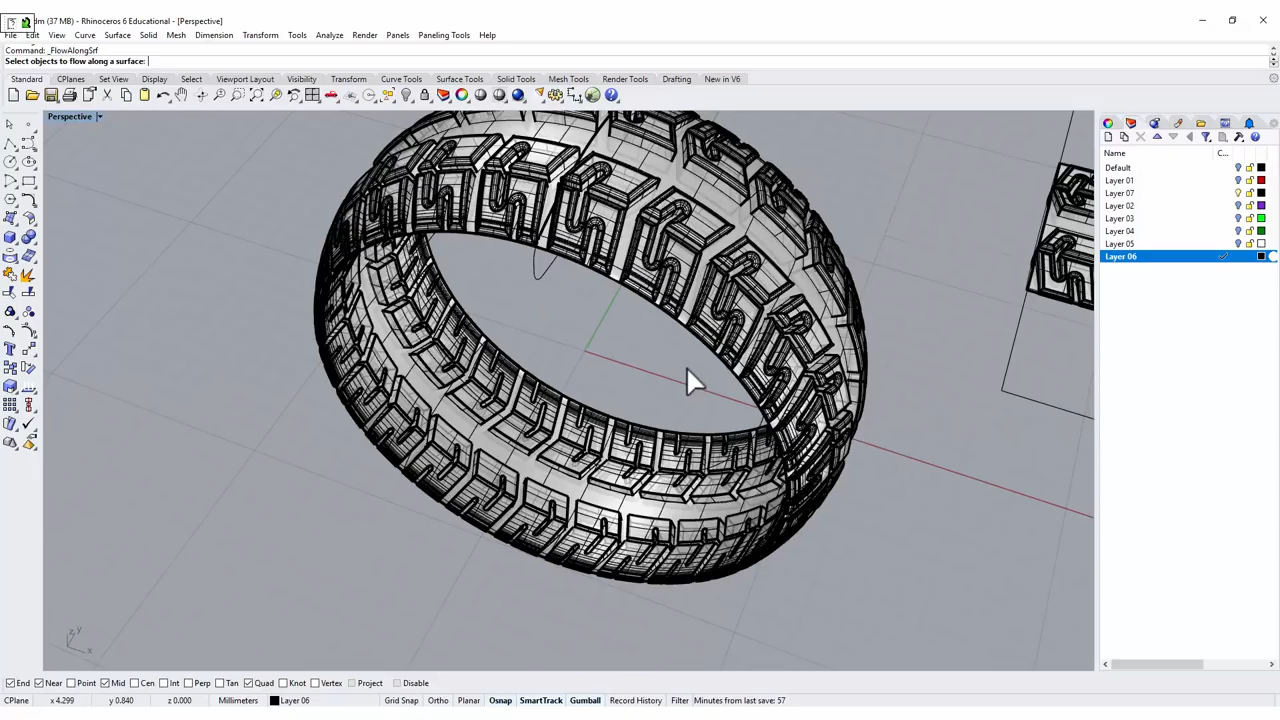 dm (37 MB) - Rhinoceros 6 Educational - [Perspective]
File Edit View Curve Surface Solid Mesh Dimension Transform Tools Analyze Render Panels Paneling Tools Help
Command: _FlowAlongSrf
Select objects to flow along a surface:
Standard CPlanes Set View Display Select Viewport Layout Visibility Transform Curve Tools Surface Tools Solid Tools Mesh Tools Render Tools Drafting New in V6
Perspective
Name C...
Default
Layer 01
Layer 07
Layer 02
Layer 03
Layer 04
Layer 05
Layer 06
z y
x
End Near Point Mid Cen Int Perp Tan Quad Knot Vertex Project Disable
CPlane x 4.299 y 0.840 z 0.000 Millimeters Layer 06 Grid Snap Ortho Planar Osnap SmartTrack Gumball Record History Filter Minutes from last save: 57